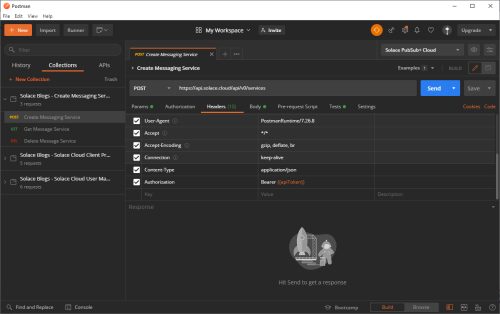 Postman
File Edit View Help
New Import Runner My Workspace Invite Upgrade
Filter
History Collections APIs
+ New Collection Trash
Solace Blogs - Create Messaging Ser...
3 requests
POST Create Messaging Service
GET Get Message Service
DEL Delete Messaging Service
Solace Blogs - Solace Cloud Client Pr...
5 requests
Solace Blogs - Solace Cloud User Ma...
6 requests
POST Create Messaging Service
Solace PubSub+ Cloud
Create Messaging Service
Examples 1 BUILD
POST https://api.solace.cloud/api/v0/services Send Save
Params Authorization Headers (10) Body Pre-request Script Tests Settings Cookies Code
User-Agent PostmanRuntime/7.26.8
Accept */*
Accept-Encoding gzip, deflate, br
Connection keep-alive
Content-Type application/json
Authorization Bearer {{apiToken}}
Key Value Description
Response
Hit Send to get a response
Find and Replace Console Bootcamp Build Browse